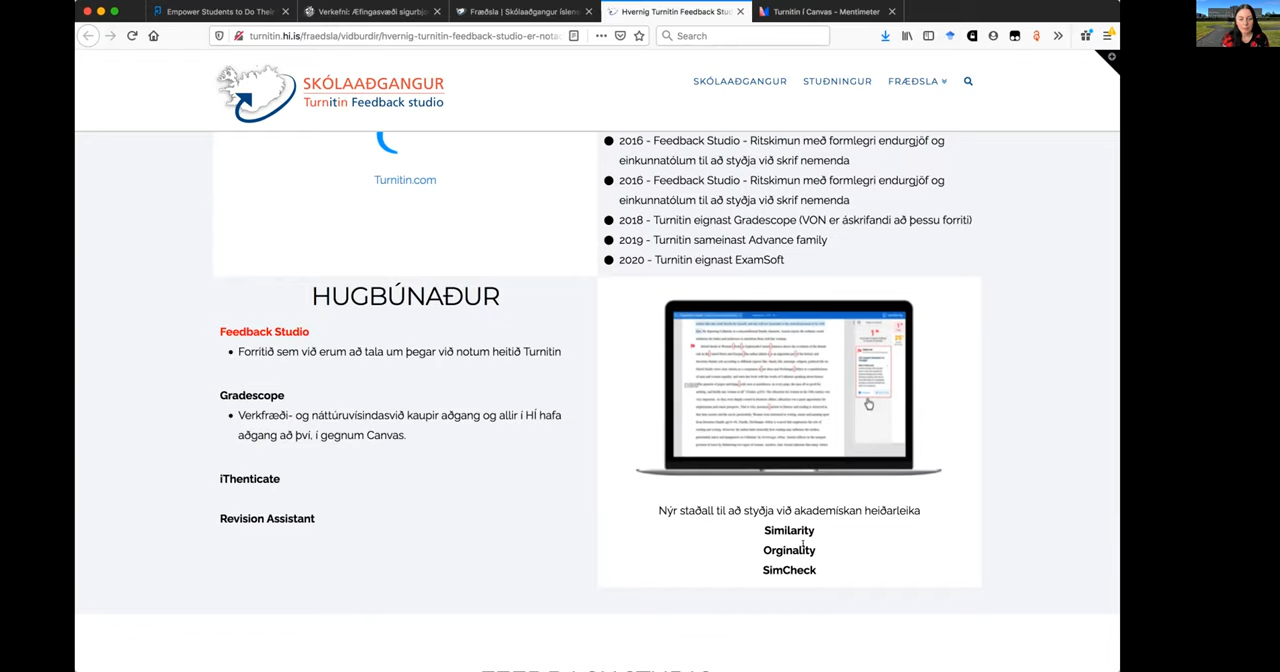 Empower Students to Do Their
Verkefni: Æfingasvæði sigurbj
Fræðsla | Skólaaðgangur íslens
Hvernig Turnitin Feedback Stud
Turnitin í Canvas - Mentimeter
turnitin.hi.is/fraedsla/vidburdir/hvernig-turnitin-feedback-studio-er-nota
Search
SKÓLAAÐGANGUR
Turnitin Feedback studio
SKÓLAAÐGANGUR
STUÐNINGUR
FRÆÐSLA
Turnitin.com
2016 - Feedback Studio - Ritskimun með formlegri endurgjöf og
einkunnatólum til að styðja við skrif nemenda
2016 - Feedback Studio - Ritskimun með formlegri endurgjöf og
einkunnatólum til að styðja við skrif nemenda
2018 - Turnitin eignast Gradescope (VON er áskrifandi að þessu forriti)
2019 - Turnitin sameinast Advance family
2020 - Turnitin eignast ExamSoft
HUGBÚNAÐUR
Feedback Studio
Forritið sem við erum að tala um þegar við notum heitið Turnitin
Gradescope
Verkfræði- og náttúruvísindasvið kaupir aðgang og allir í HÍ hafa
aðgang að því, í gegnum Canvas.
iThenticate
Revision Assistant
Nýr staðall til að styðja við akademískan heiðarleika
Similarity
Orginality
SimCheck